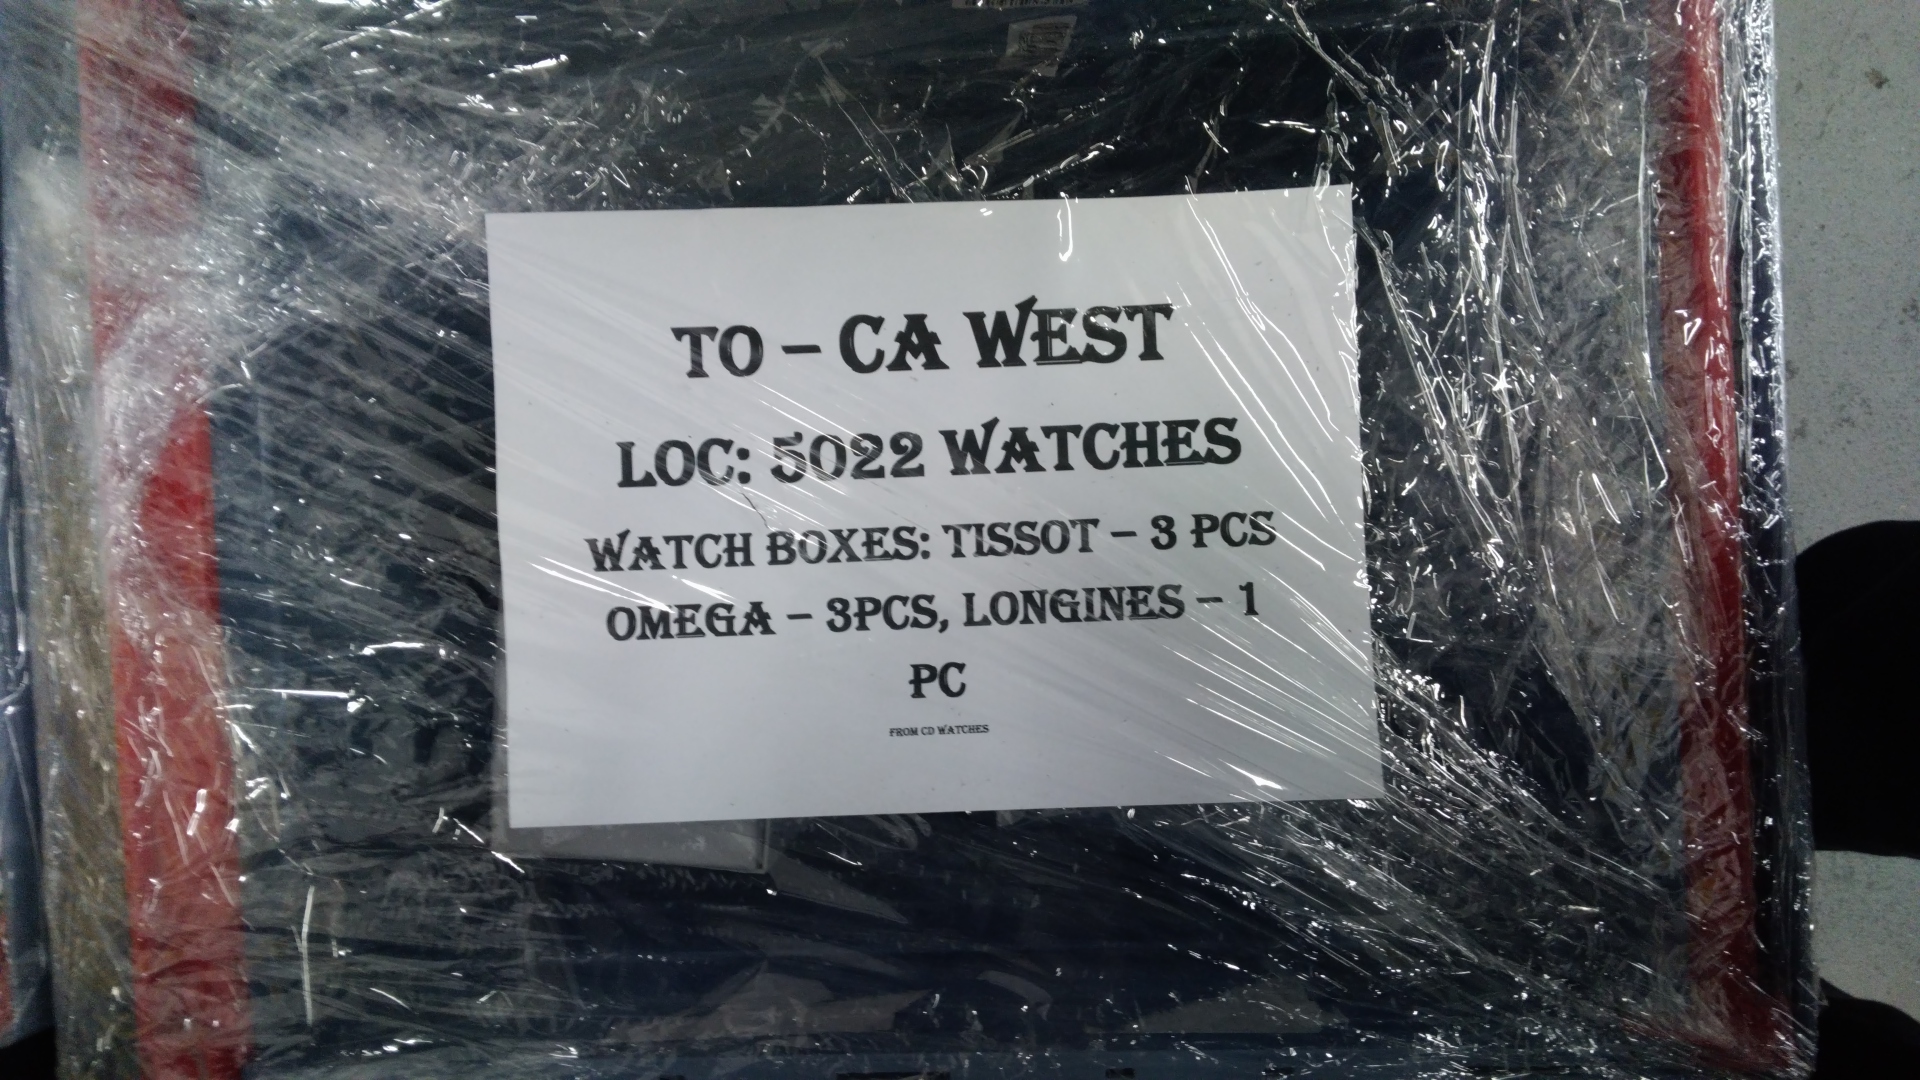 TO – CA WEST
LOC: 5022 WATCHES
WATCH BOXES: TISSOT – 3 PCS
OMEGA – 3PCS, LONGINES – 1
PC
FROM CD WATCHES